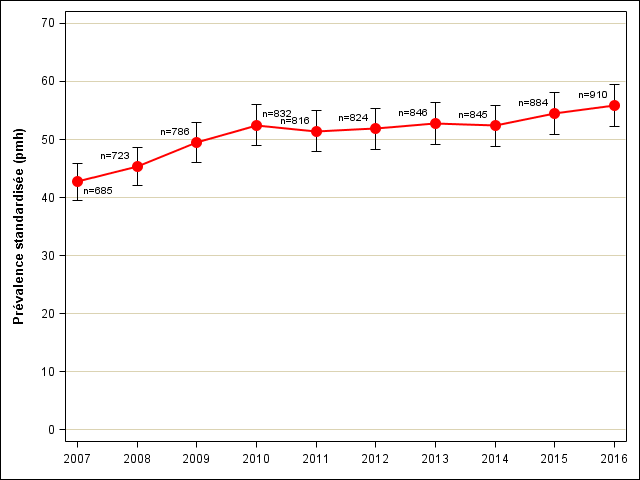 Prévalence standardisée (pmh)
70
60
50
40
30
20
10
0
n=685
n=723
n=786
n=832
n=816
n=824
n=846
n=845
n=884
n=910
2007 2008 2009 2010 2011 2012 2013 2014 2015 2016